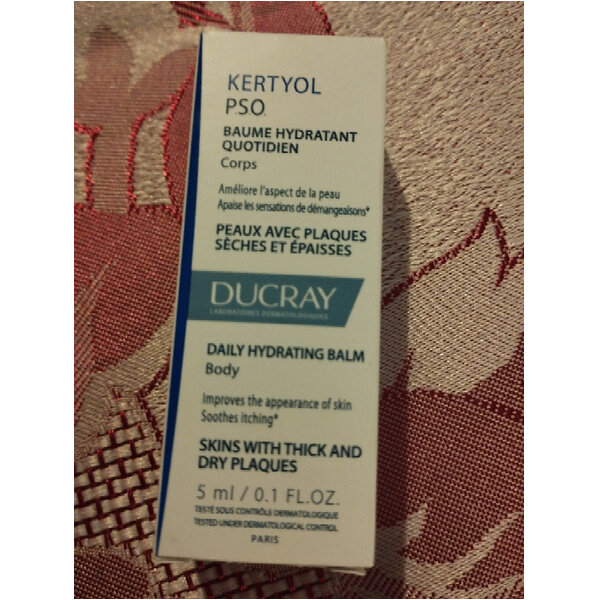 KERTYOL
P.S.O.
BAUME HYDRATANT
QUOTIDIEN
Corps
Améliore l'aspect de la peau
Apaise les sensations de démangeaisons*
PEAUX AVEC PLAQUES
SÈCHES ET ÉPAISSES
DUCRAY
LABORATOIRES DERMATOLOGIQUES
DAILY HYDRATING BALM
Body
Improves the appearance of skin
Soothes itching*
SKINS WITH THICK AND
DRY PLAQUES
5 ml / 0.1 FL.OZ.
TESTÉ SOUS CONTRÔLE DERMATOLOGIQUE
TESTED UNDER DERMATOLOGICAL CONTROL
PARIS